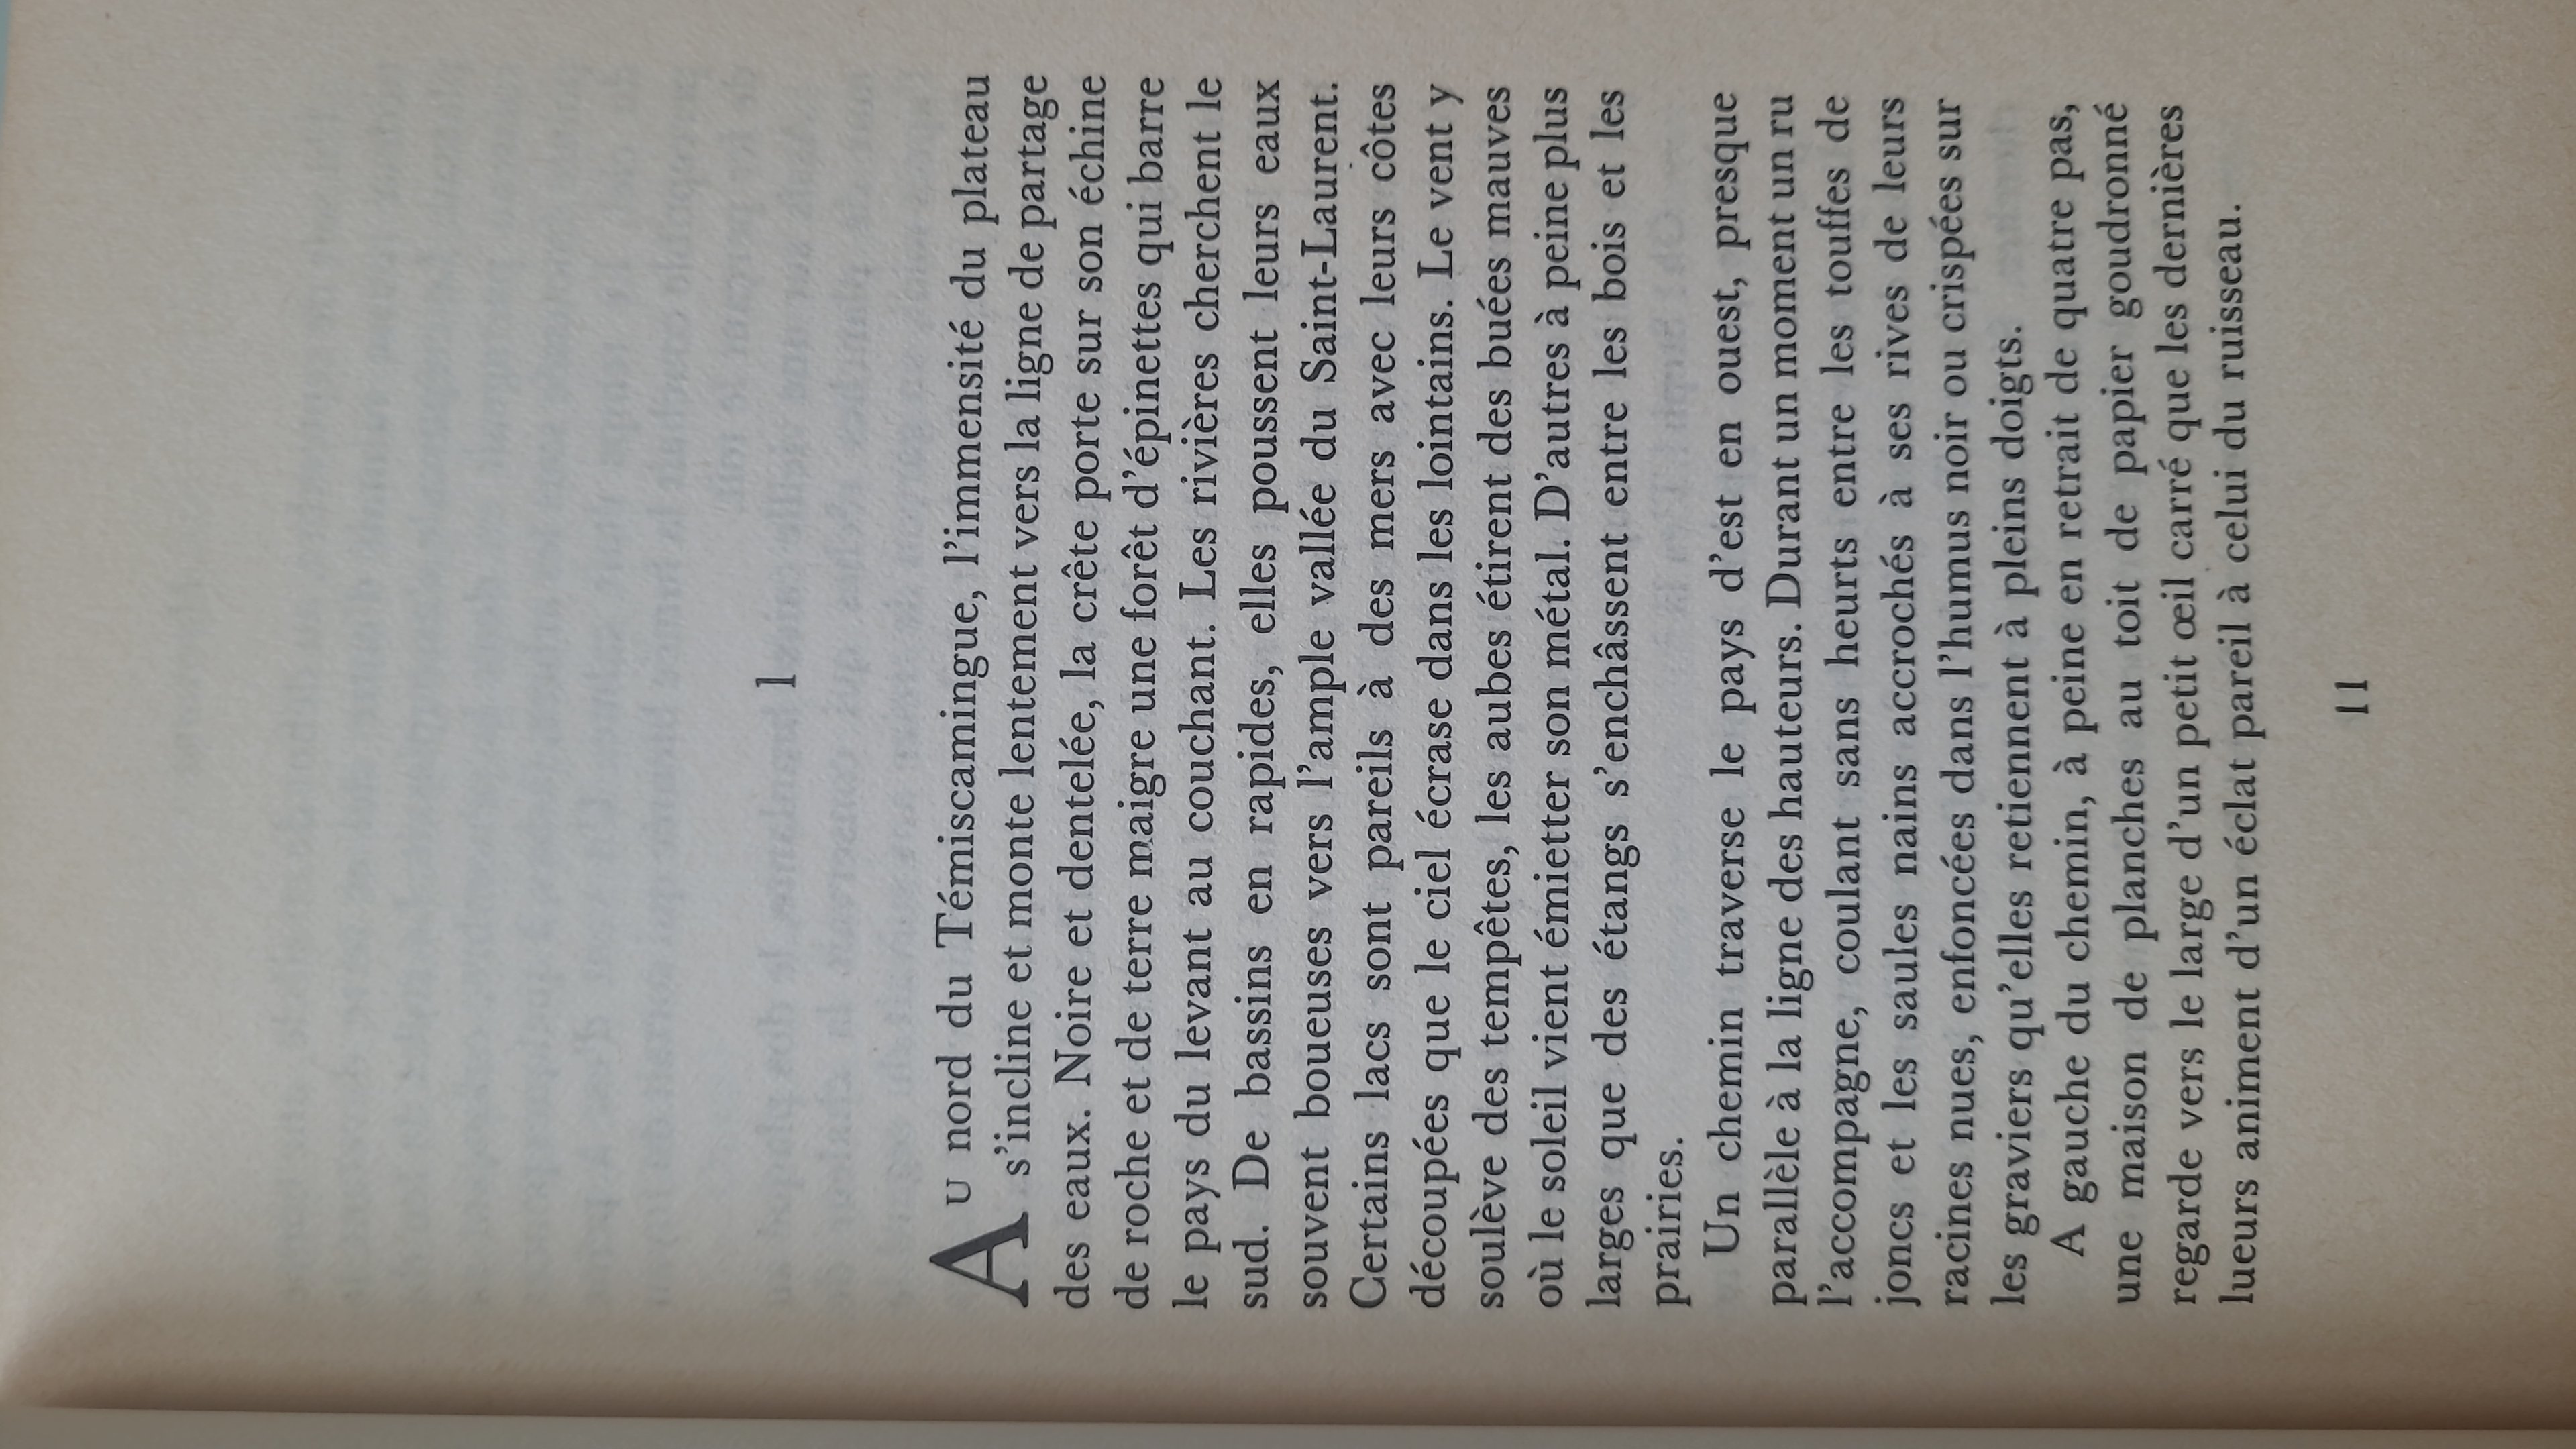 1
AU nord du Témiscamingue, l'immensité du plateau
s'incline et monte lentement vers la ligne de partage
des eaux. Noire et dentelée, la crête porte sur son échine
de roche et de terre maigre une forêt d'épinettes qui barre
le pays du levant au couchant. Les rivières cherchent le
sud. De bassins en rapides, elles poussent leurs eaux
souvent boueuses vers l'ample vallée du Saint-Laurent.
Certains lacs sont pareils à des mers avec leurs côtes
découpées que le ciel écrase dans les lointains. Le vent y
soulève des tempêtes, les aubes étirent des buées mauves
où le soleil vient émietter son métal. D'autres à peine plus
larges que des étangs s'enchâssent entre les bois et les
prairies.
Un chemin traverse le pays d'est en ouest, presque
parallèle à la ligne des hauteurs. Durant un moment un ru
l'accompagne, coulant sans heurts entre les touffes de
joncs et les saules nains accrochés à ses rives de leurs
racines nues, enfoncées dans l'humus noir ou crispées sur
les graviers qu'elles retiennent à pleins doigts.
A gauche du chemin, à peine en retrait de quatre pas,
une maison de planches au toit de papier goudronné
regarde vers le large d'un petit œil carré que les dernières
lueurs animent d'un éclat pareil à celui du ruisseau.
11